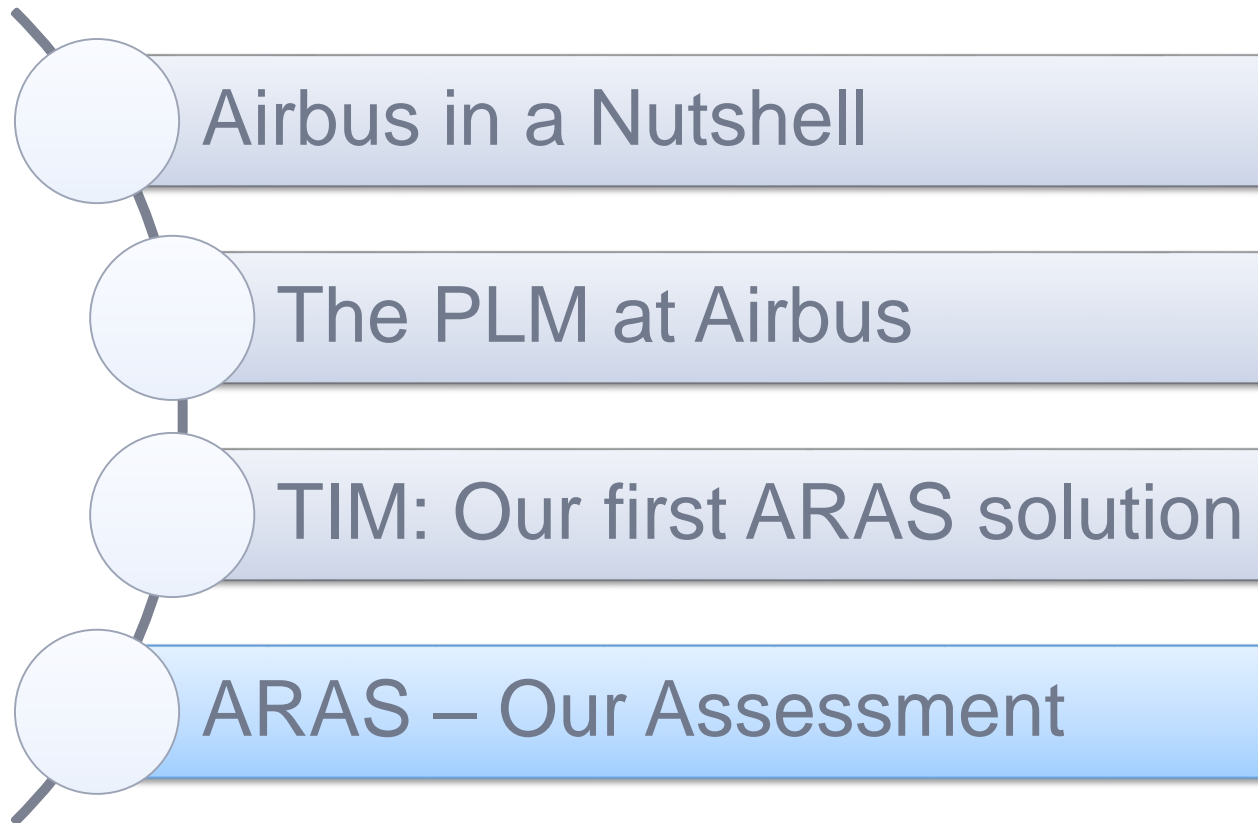 Airbus in a Nutshell
The PLM at Airbus
TIM: Our first ARAS solution
ARAS – Our Assessment